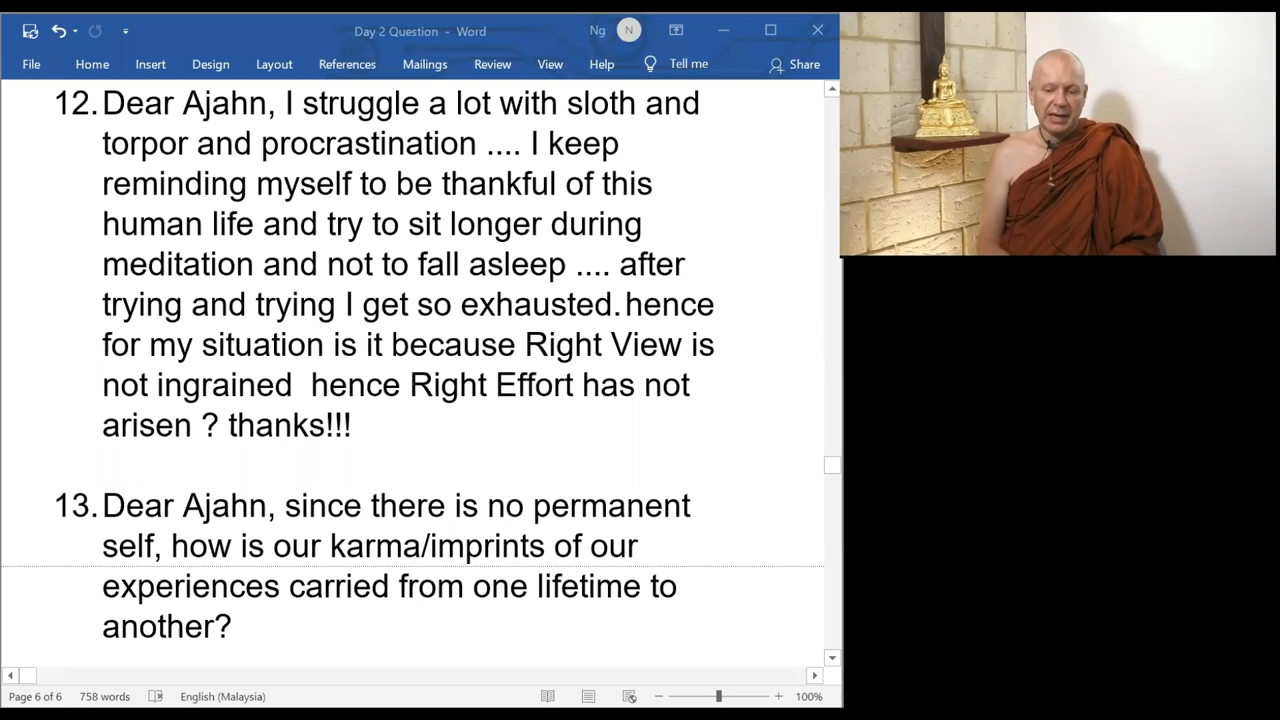 Day 2 Question - Word
Ng
N
File Home Insert Design Layout References Mailings Review View Help Tell me Share
12. Dear Ajahn, I struggle a lot with sloth and
torpor and procrastination .... I keep
reminding myself to be thankful of this
human life and try to sit longer during
meditation and not to fall asleep .... after
trying and trying I get so exhausted.hence
for my situation is it because Right View is
not ingrained  hence Right Effort has not
arisen ? thanks!!!
13. Dear Ajahn, since there is no permanent
self, how is our karma/imprints of our
experiences carried from one lifetime to
another?
Page 6 of 6 758 words English (Malaysia) 100%